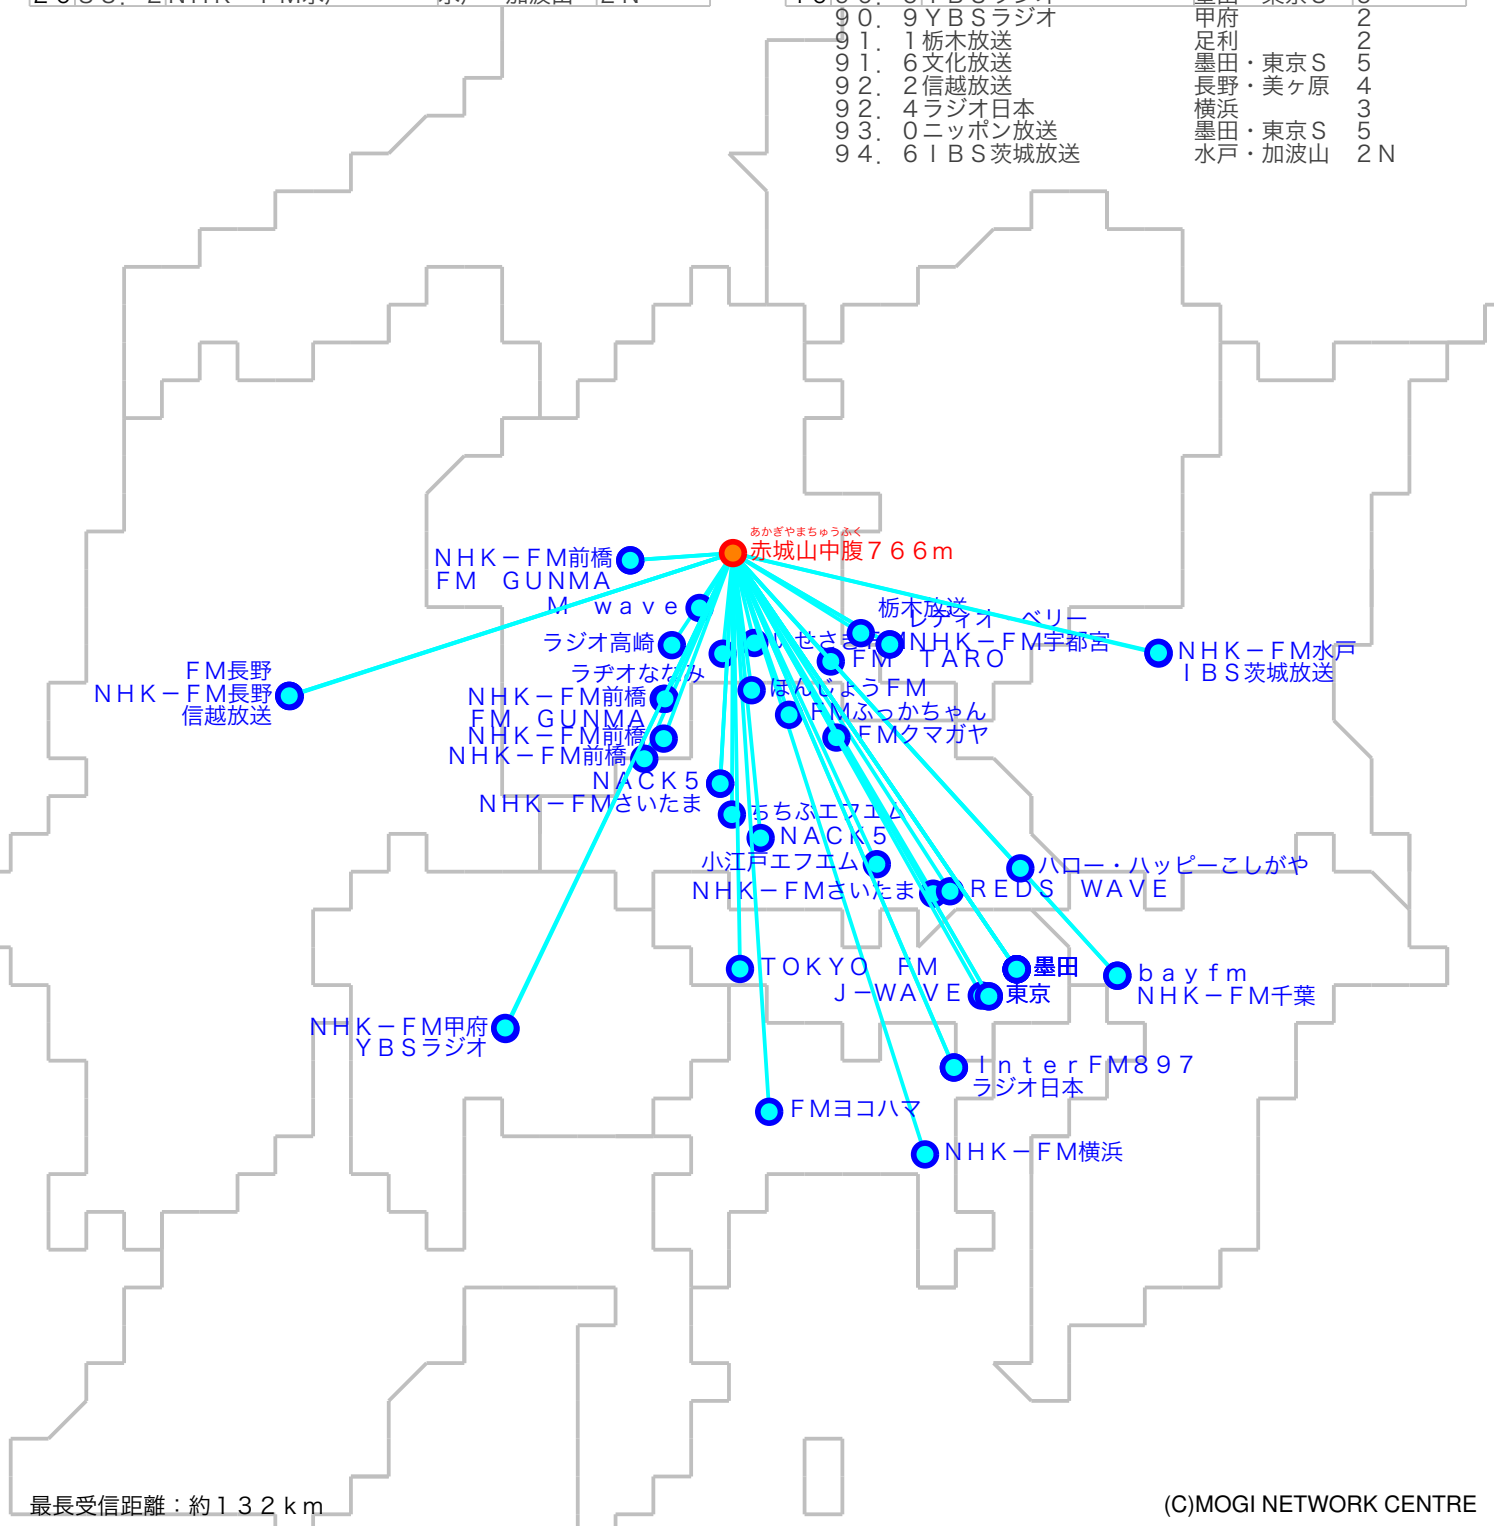 ９０．９ＹＢＳラジオ　甲府　２
９１．１栃木放送　足利　２
９１．６文化放送　墨田・東京Ｓ　５
９２．２信越放送　長野・美ヶ原　４
９２．４ラジオ日本　横浜　３
９３．０ニッポン放送　墨田・東京Ｓ　５
９４．６ＩＢＳ茨城放送　水戸・加波山　２Ｎ
あかぎやまちゅうふく
赤城山中腹７６６ｍ
ＮＨＫ－ＦＭ前橋
ＦＭ　ＧＵＮＭＡ
Ｍ　ｗａｖｅ
栃木放送
レディオ　ベリー
ラジオ高崎
いせさきＦＭ
ＮＨＫ－ＦＭ宇都宮
ＦＭ　ＴＡＲＯ
ＮＨＫ－ＦＭ水戸
ＩＢＳ茨城放送
ＦＭ長野
ＮＨＫ－ＦＭ長野
信越放送
ラヂオななみ
ＮＨＫ－ＦＭ前橋
ＦＭ　ＧＵＮＭＡ
ほんじょうＦＭ
ＦＭふっかちゃん
ＮＨＫ－ＦＭ前橋
ＦＭクマガヤ
ＮＨＫ－ＦＭ前橋
ＮＡＣＫ５
ＮＨＫ－ＦＭさいたま
ちちぶエフエム
ＮＡＣＫ５
小江戸エフエム
ハロー・ハッピーこしがや
ＮＨＫ－ＦＭさいたま
ＲＥＤＳ　ＷＡＶＥ
ＴＯＫＹＯ　ＦＭ
墨田
ｂａｙｆｍ
ＮＨＫ－ＦＭ千葉
Ｊ－ＷＡＶＥ
東京
ＮＨＫ－ＦＭ甲府
ＹＢＳラジオ
ＩｎｔｅｒＦＭ８９７
ラジオ日本
ＦＭヨコハマ
ＮＨＫ－ＦＭ横浜
最長受信距離：約１３２ｋｍ
(C)MOGI NETWORK CENTRE